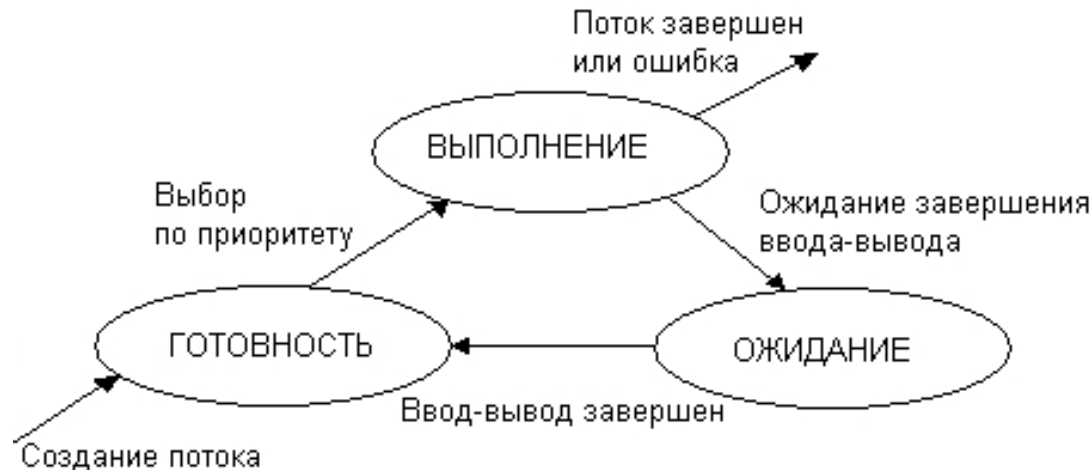 Поток завершен
или ошибка
ВЫПОЛНЕНИЕ
Выбор
по приоритету
Ожидание завершения
ввода-вывода
ГОТОВНОСТЬ
ОЖИДАНИЕ
Ввод-вывод завершен
Создание потока